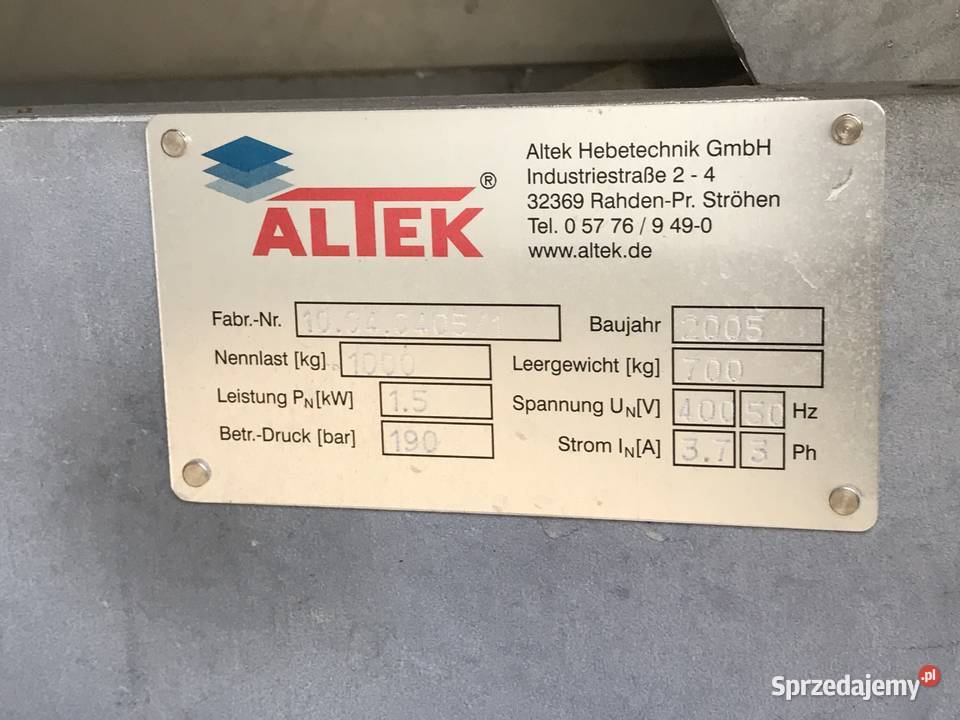 ALTEK ®
Altek Hebetechnik GmbH
Industriestraße 2 - 4
32369 Rahden-Pr. Ströhen
Tel. 0 57 76 / 9 49-0
www.altek.de
Fabr.-Nr. 10.04.0405/1 Baujahr 2005
Nennlast [kg] 1000 Leergewicht [kg] 700
Leistung PN[kW] 1.5 Spannung UN[V] 400 50 Hz
Betr.-Druck [bar] 190 Strom IN[A] 3.7 3 Ph
Sprzedajemy.pl